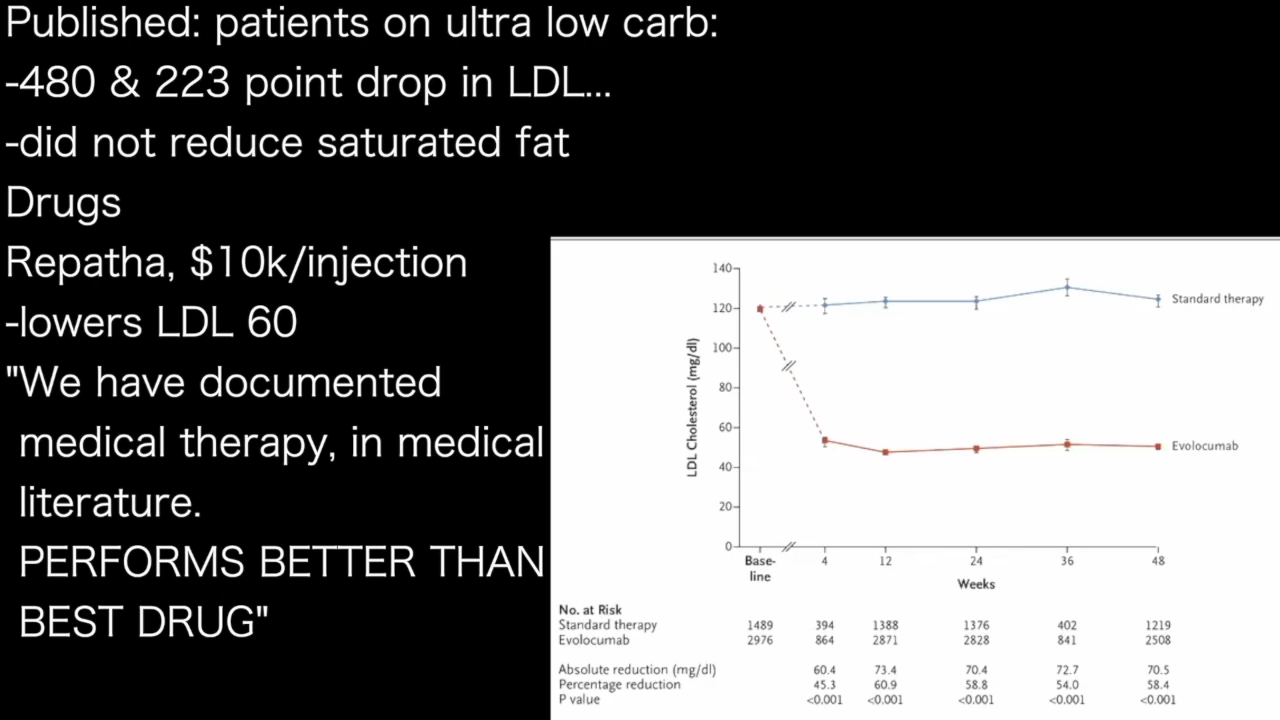 Published: patients on ultra low carb:
-480 & 223 point drop in LDL...
-did not reduce saturated fat
Drugs
Repatha, $10k/injection
-lowers LDL 60
"We have documented
medical therapy, in medical
literature.
PERFORMS BETTER THAN
BEST DRUG"
140
120
100
80
60
40
20
0
LDL Cholesterol (mg/dl)
Standard therapy
Evolocumab
Base-
line
4 12 24 36 48
Weeks
No. at Risk
Standard therapy 1489 394 1388 1376 402 1219
Evolocumab 2976 864 2871 2828 841 2508
Absolute reduction (mg/dl) 60.4 73.4 70.4 72.7 70.5
Percentage reduction 45.3 60.9 58.8 54.0 58.4
P value <0.001 <0.001 <0.001 <0.001 <0.001